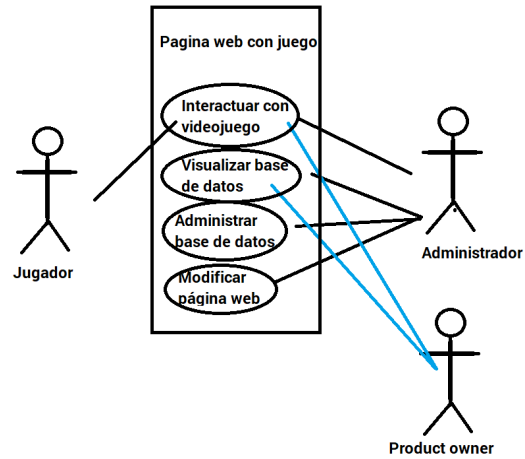 Pagina web con juego
Interactuar con
videojuego
Visualizar base
de datos
Administrar
base de datos
Modificar
página web
Jugador
Administrador
Product owner